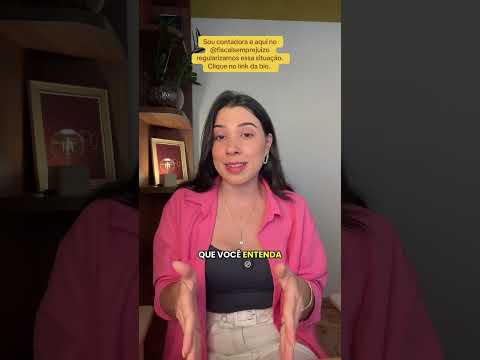 Sou contadora e aqui no
@fiscalsemprejuizo
regularizamos essa situação.
Clique no link da bio.
QUE VOCÊ ENTENDA